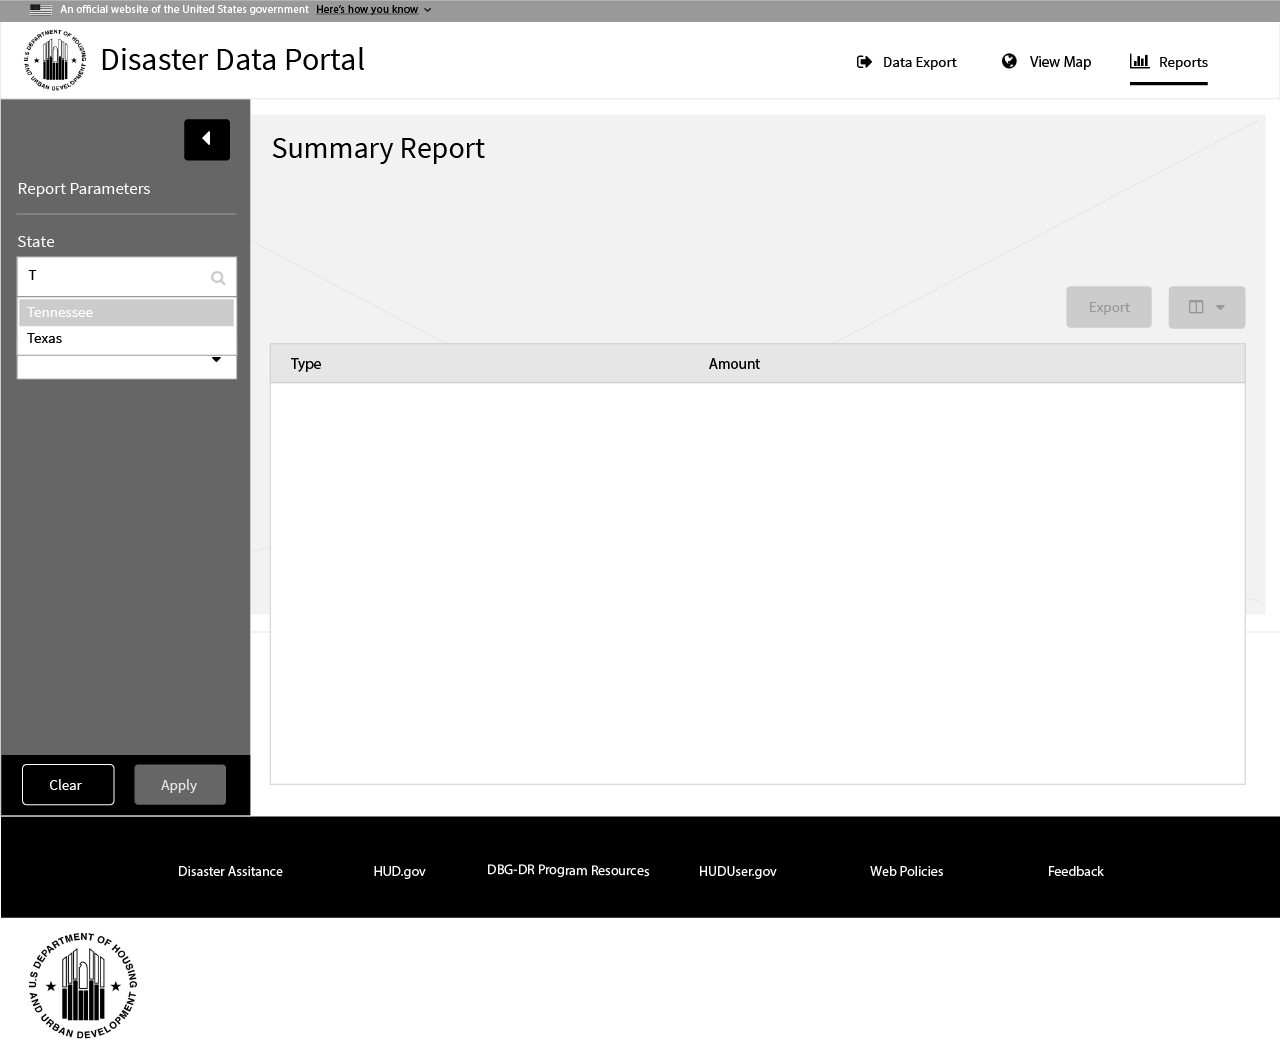 An official website of the United States government Here's how you know
U.S DEPARTMENT OF HOUSING AND URBAN DEVELOPMENT
Disaster Data Portal
Data Export
View Map
Reports
Report Parameters
State
T
Tennessee
Texas
Clear
Apply
Summary Report
Export
Type
Amount
Disaster Assitance
HUD.gov
DBG-DR Program Resources
HUDUser.gov
Web Policies
Feedback
U.S DEPARTMENT OF HOUSING
AND URBAN DEVELOPMENT